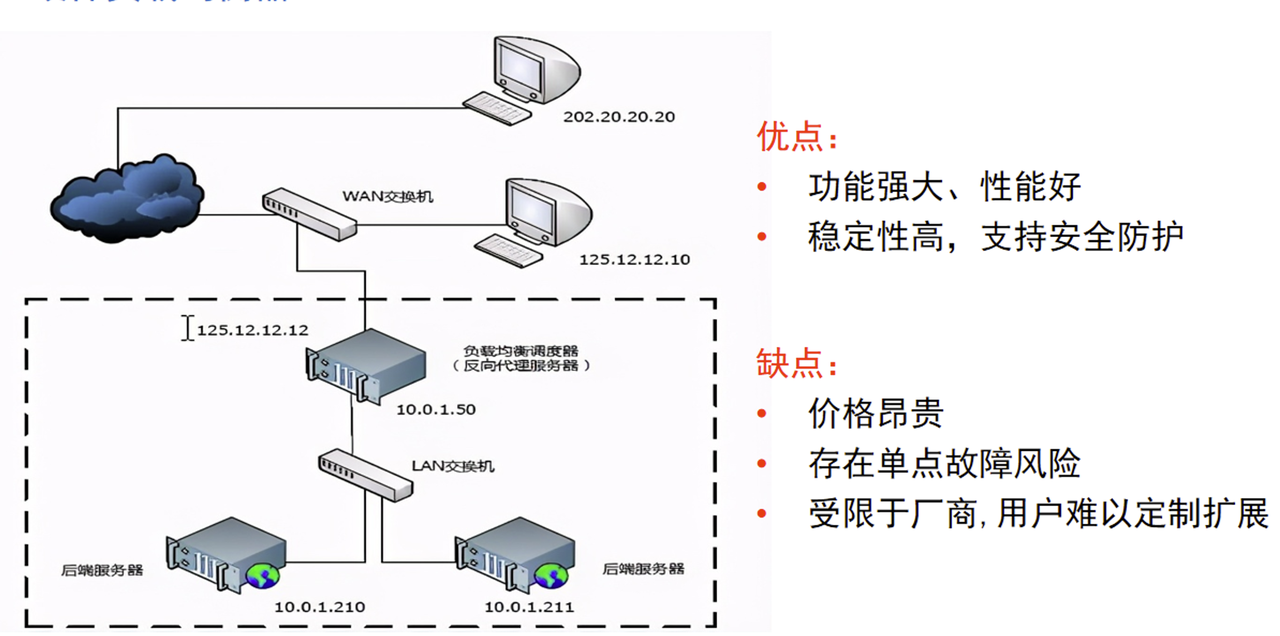 202.20.20.20
WAN交换机
125.12.12.10
125.12.12.12
负载均衡调度器
（反向代理服务器）
10.0.1.50
LAN交换机
后端服务器
10.0.1.210
后端服务器
10.0.1.211
优点：
• 功能强大、性能好
• 稳定性高，支持安全防护
缺点：
• 价格昂贵
• 存在单点故障风险
• 受限于厂商,用户难以定制扩展